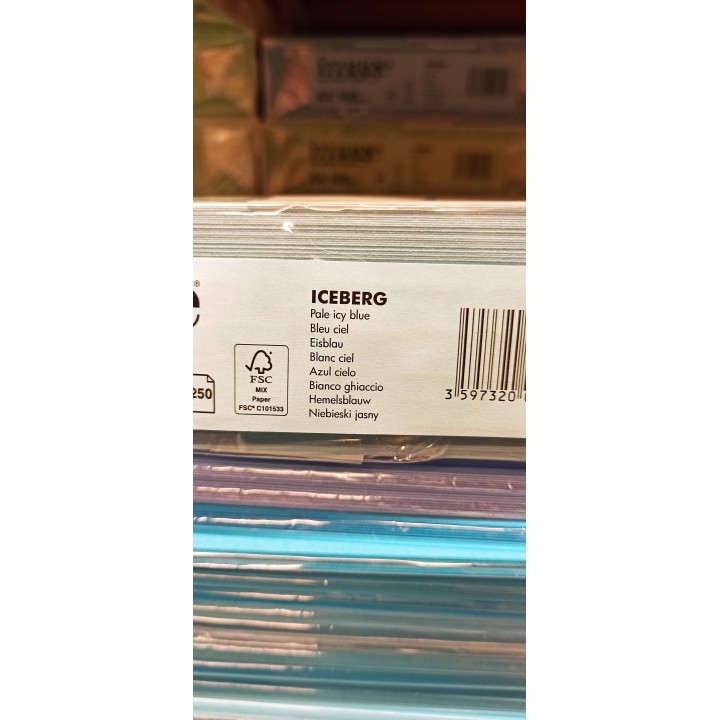 ICEBERG
Pale icy blue
Bleu ciel
Eisblau
Blanc ciel
Azul cielo
Bianco ghiaccio
Hemelsblauw
Niebieski jasny
FSC
MIX
Paper
FSC® C101533
250
3 597320